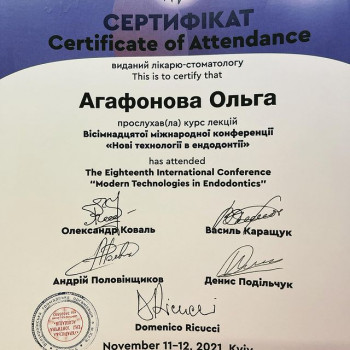 СЕРТИФІКАТ
Certificate of Attendance
виданий лікарю-стоматологу
This is to certify that
Агафонова Ольга
прослухав(ла) курс лекцій
Вісімнадцятої міжнародної конференції
«Нові технології в ендодонтії»
has attended
The Eighteenth International Conference
"Modern Technologies in Endodontics"
Олександр Коваль
Василь Каращук
Андрій Половінщиков
Денис Подільчук
Domenico Ricucci
November 11-12, 2021, Kyiv